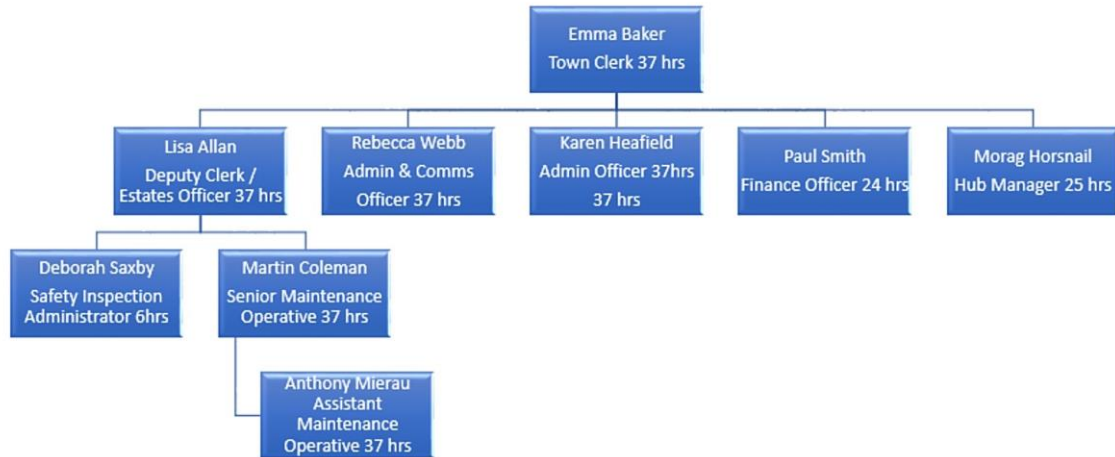 Emma Baker
Town Clerk 37 hrs
Lisa Allan
Deputy Clerk /
Estates Officer 37 hrs
Rebecca Webb
Admin & Comms
Officer 37 hrs
Karen Heafield
Admin Officer 37hrs
37 hrs
Paul Smith
Finance Officer 24 hrs
Morag Horsnail
Hub Manager 25 hrs
Deborah Saxby
Safety Inspection
Administrator 6hrs
Martin Coleman
Senior Maintenance
Operative 37 hrs
Anthony Mierau
Assistant
Maintenance
Operative 37 hrs